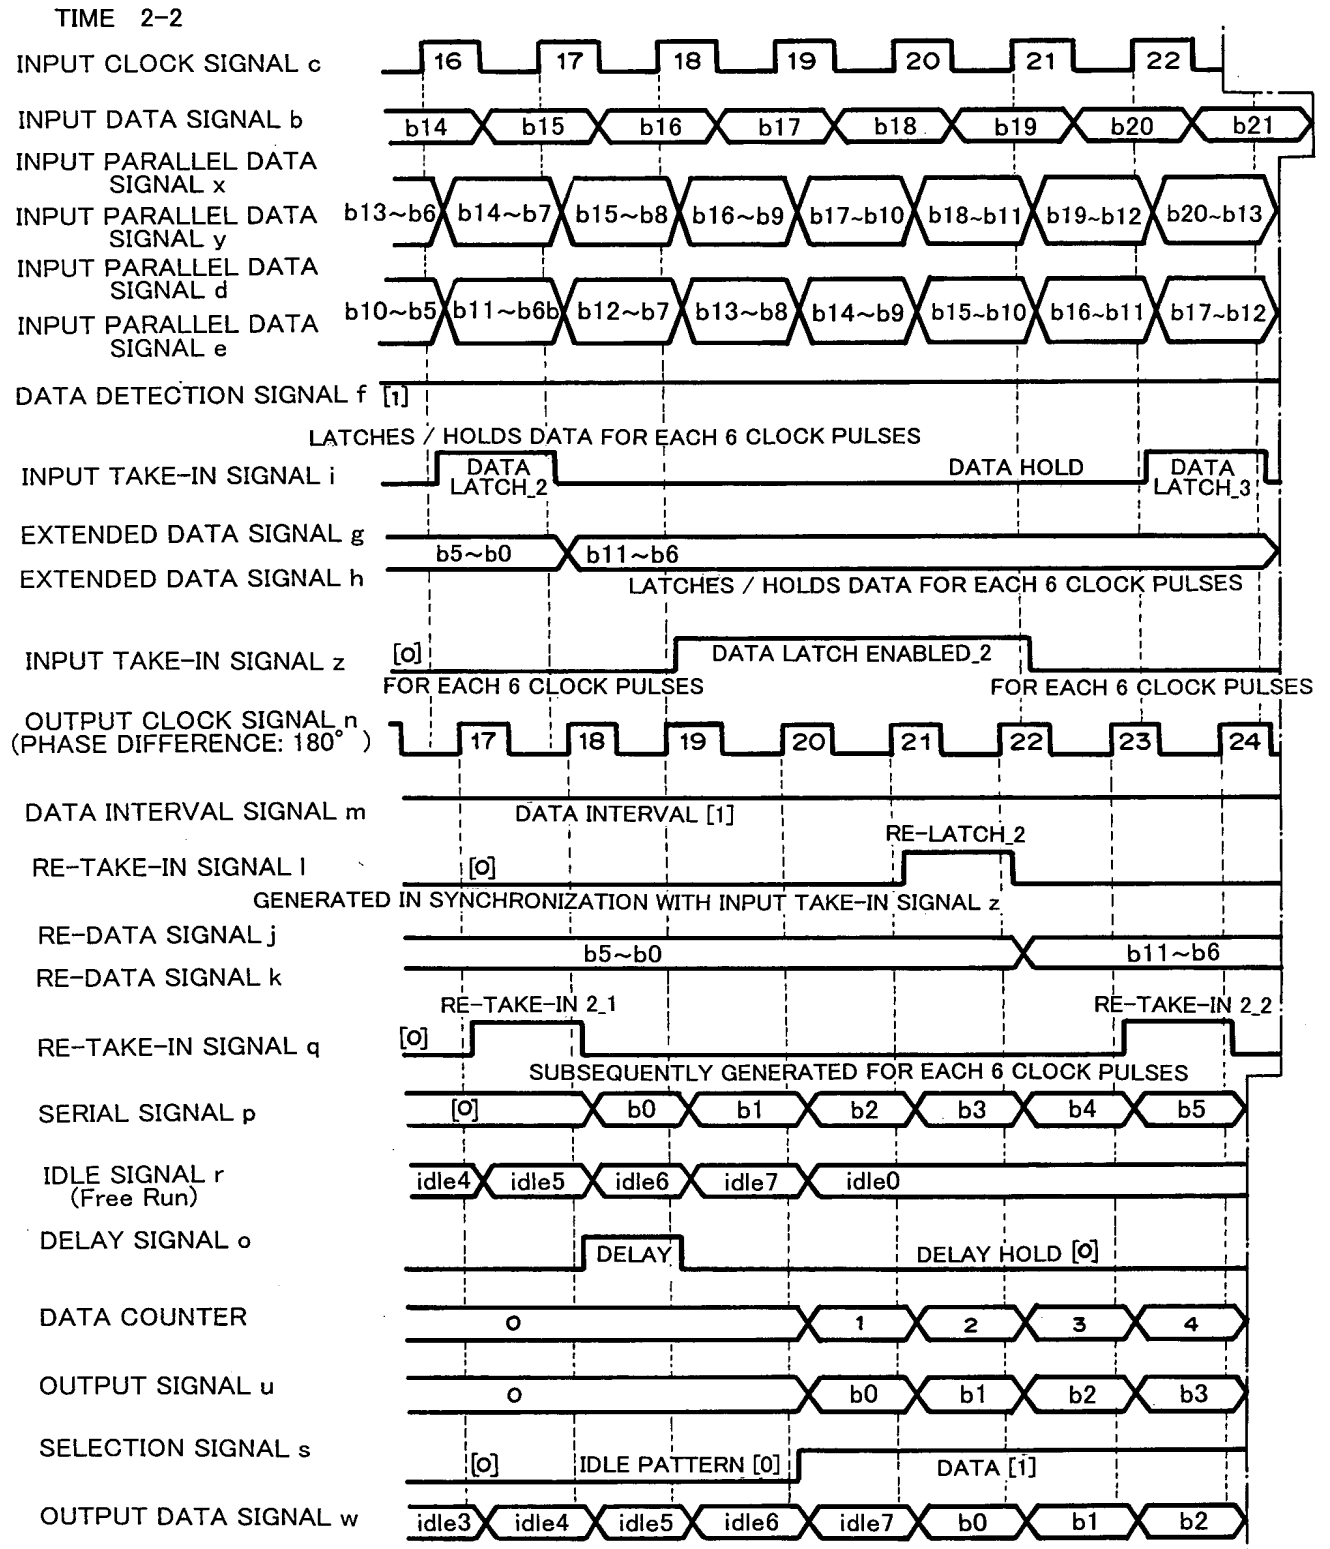 TIME 2-2
INPUT CLOCK SIGNAL c
16 17 18 19 20 21 22
INPUT DATA SIGNAL b
b14 b15 b16 b17 b18 b19 b20 b21
INPUT PARALLEL DATA
SIGNAL x
INPUT PARALLEL DATA
SIGNAL y
b13~b6 b14~b7 b15~b8 b16~b9 b17~b10 b18~b11 b19~b12 b20~b13
INPUT PARALLEL DATA
SIGNAL d
INPUT PARALLEL DATA
SIGNAL e
b10~b5 b11~6b b12~b7 b13~b8 b14~b9 b15~b10 b16~b11 b17~b12
DATA DETECTION SIGNAL f [1]
LATCHES / HOLDS DATA FOR EACH 6 CLOCK PULSES
INPUT TAKE-IN SIGNAL i
DATA
LATCH_2
DATA HOLD
DATA
LATCH_3
EXTENDED DATA SIGNAL g
EXTENDED DATA SIGNAL h
b5~b0 b11~b6
LATCHES / HOLDS DATA FOR EACH 6 CLOCK PULSES
INPUT TAKE-IN SIGNAL z
[0]
DATA LATCH ENABLED_2
FOR EACH 6 CLOCK PULSES
FOR EACH 6 CLOCK PULSES
OUTPUT CLOCK SIGNAL n
(PHASE DIFFERENCE: 180° )
17 18 19 20 21 22 23 24
DATA INTERVAL SIGNAL m
DATA INTERVAL [1]
RE-LATCH_2
RE-TAKE-IN SIGNAL l
[0]
GENERATED IN SYNCHRONIZATION WITH INPUT TAKE-IN SIGNAL z
RE-DATA SIGNAL j
RE-DATA SIGNAL k
b5~b0 b11~b6
RE-TAKE-IN 2_1
RE-TAKE-IN 2_2
RE-TAKE-IN SIGNAL q
[0]
SUBSEQUENTLY GENERATED FOR EACH 6 CLOCK PULSES
SERIAL SIGNAL p
[0] b0 b1 b2 b3 b4 b5
IDLE SIGNAL r
(Free Run)
idle4 idle5 idle6 idle7 idle0
DELAY SIGNAL o
DELAY
DELAY HOLD [0]
DATA COUNTER
0 1 2 3 4
OUTPUT SIGNAL u
0 b0 b1 b2 b3
SELECTION SIGNAL s
[0] IDLE PATTERN [0] DATA [1]
OUTPUT DATA SIGNAL w
idle3 idle4 idle5 idle6 idle7 b0 b1 b2